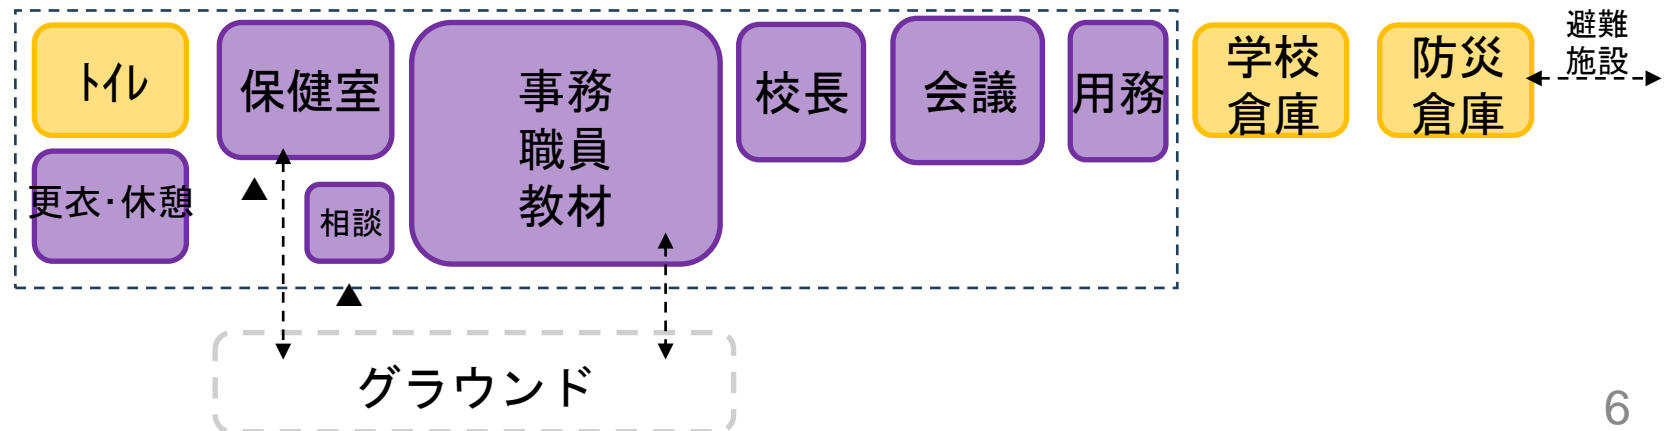 ﾄｲﾚ
保健室
事務
職員
教材
校長
会議
用務
学校
倉庫
防災
倉庫
避難
施設
更衣･休憩
相談
グラウンド
6